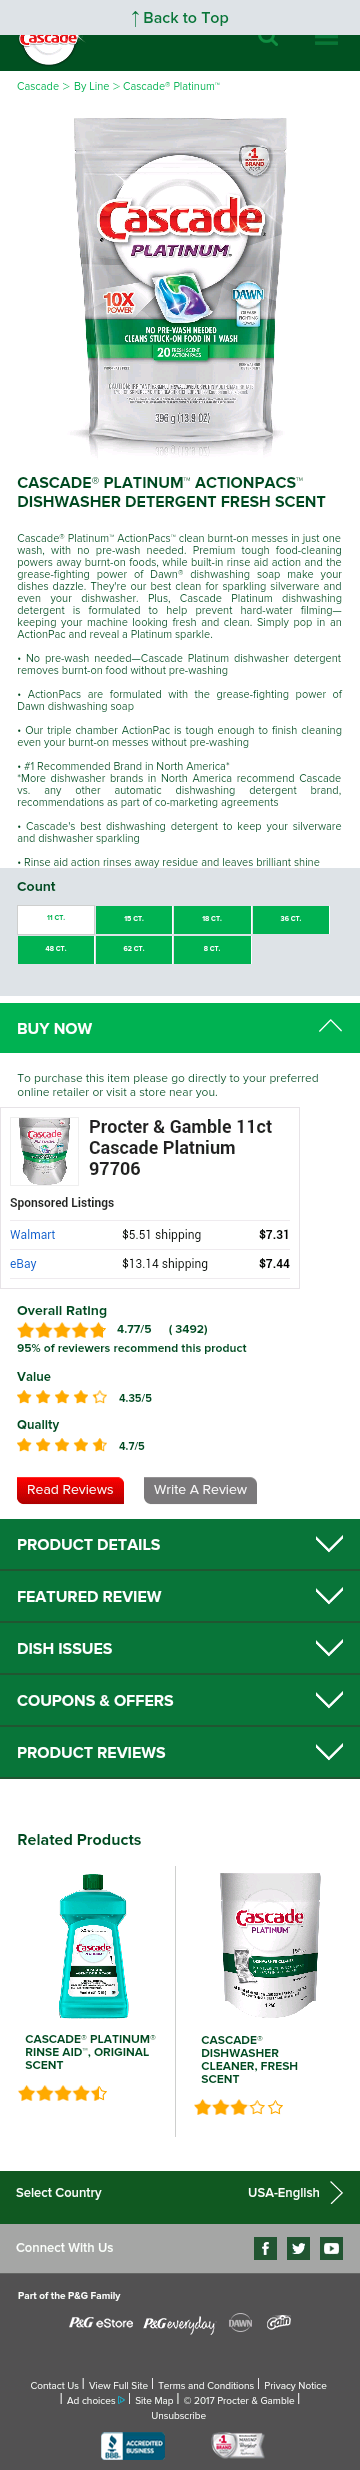 ↑ Back to Top
Cascade
Cascade > By Line > Cascade® Platinum™
#1
Cascade
PLATINUM™
10X
POWER*
DAWN
GREASE
FIGHTING
NO PRE-WASH NEEDED
CLEANS STUCK-ON FOOD IN 1 WASH
20
396 g (13.9 OZ)
CASCADE® PLATINUM™ ACTIONPACS™
DISHWASHER DETERGENT FRESH SCENT
Cascade® Platinum™ ActionPacs™ clean burnt-on messes in just one
wash, with no pre-wash needed. Premium tough food-cleaning
powers away burnt-on foods, while built-in rinse aid action and the
grease-fighting power of Dawn® dishwashing soap make your
dishes dazzle. They're our best clean for sparkling silverware and
even your dishwasher. Plus, Cascade Platinum dishwashing
detergent is formulated to help prevent hard-water filming—
keeping your machine looking fresh and clean. Simply pop in an
ActionPac and reveal a Platinum sparkle.
• No pre-wash needed—Cascade Platinum dishwasher detergent
removes burnt-on food without pre-washing
• ActionPacs are formulated with the grease-fighting power of
Dawn dishwashing soap
• Our triple chamber ActionPac is tough enough to finish cleaning
even your burnt-on messes without pre-washing
• #1 Recommended Brand in North America*
*More dishwasher brands in North America recommend Cascade
vs. any other automatic dishwashing detergent brand,
recommendations as part of co-marketing agreements
• Cascade's best dishwashing detergent to keep your silverware
and dishwasher sparkling
• Rinse aid action rinses away residue and leaves brilliant shine
Count
11 CT. 15 CT. 18 CT. 36 CT.
48 CT. 62 CT. 8 CT.
BUY NOW
To purchase this item please go directly to your preferred
online retailer or visit a store near you.
Procter & Gamble 11ct
Cascade Platnium
97706
Sponsored Listings
Walmart $5.51 shipping $7.31
eBay $13.14 shipping $7.44
Overall Rating
4.77/5 ( 3492)
95% of reviewers recommend this product
Value
4.35/5
Quality
4.7/5
Read Reviews Write A Review
PRODUCT DETAILS
FEATURED REVIEW
DISH ISSUES
COUPONS & OFFERS
PRODUCT REVIEWS
Related Products
Cascade
Cascade
PLATINUM
CASCADE® PLATINUM®
RINSE AID™, ORIGINAL
SCENT
CASCADE®
DISHWASHER
CLEANER, FRESH
SCENT
Select Country USA-English
Connect With Us
Part of the P&G Family
P&G eStore P&G everyday DAWN Gain
Contact Us | View Full Site | Terms and Conditions | Privacy Notice
| Ad choices | Site Map | © 2017 Procter & Gamble |
Unsubscribe
BBB. ACCREDITED
BUSINESS